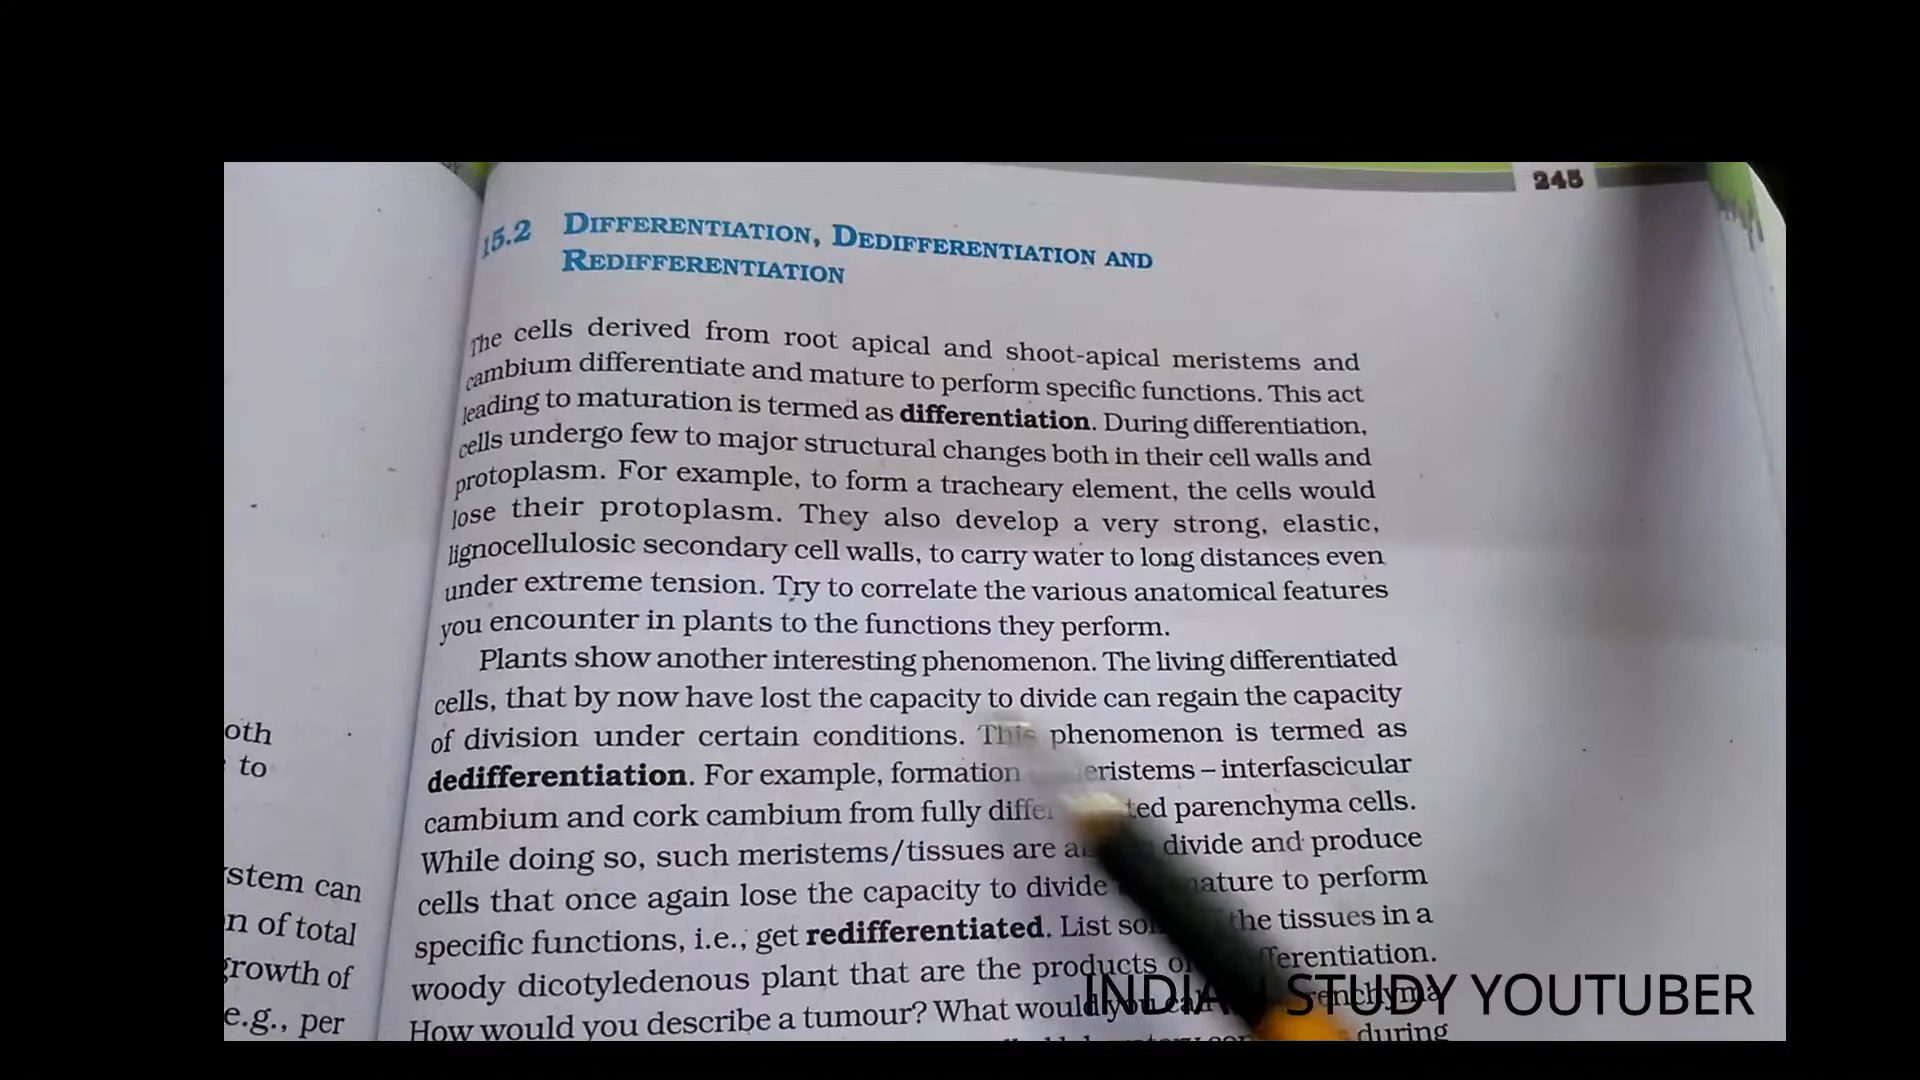 245
15.2 DIFFERENTIATION, DEDIFFERENTIATION AND
REDIFFERENTIATION
The cells derived from root apical and shoot-apical meristems and
cambium differentiate and mature to perform specific functions. This act
leading to maturation is termed as differentiation. During differentiation,
cells undergo few to major structural changes both in their cell walls and
protoplasm. For example, to form a tracheary element, the cells would
lose their protoplasm. They also develop a very strong, elastic,
lignocellulosic secondary cell walls, to carry water to long distances even
under extreme tension. Try to correlate the various anatomical features
you encounter in plants to the functions they perform.
Plants show another interesting phenomenon. The living differentiated
cells, that by now have lost the capacity to divide can regain the capacity
of division under certain conditions. This phenomenon is termed as
dedifferentiation. For example, formation – interfascicular
cambium and cork cambium from fully parenchyma cells.
While doing so, such meristems/tissues are divide and produce
cells that once again lose the capacity to divide to perform
specific functions, i.e., get redifferentiated. List the tissues in a
woody dicotyledenous plant that are the products
How would you describe a tumour? What would you
during
oth
to
can
n of total
growth of
e.g., per
INDIAN STUDY YOUTUBER